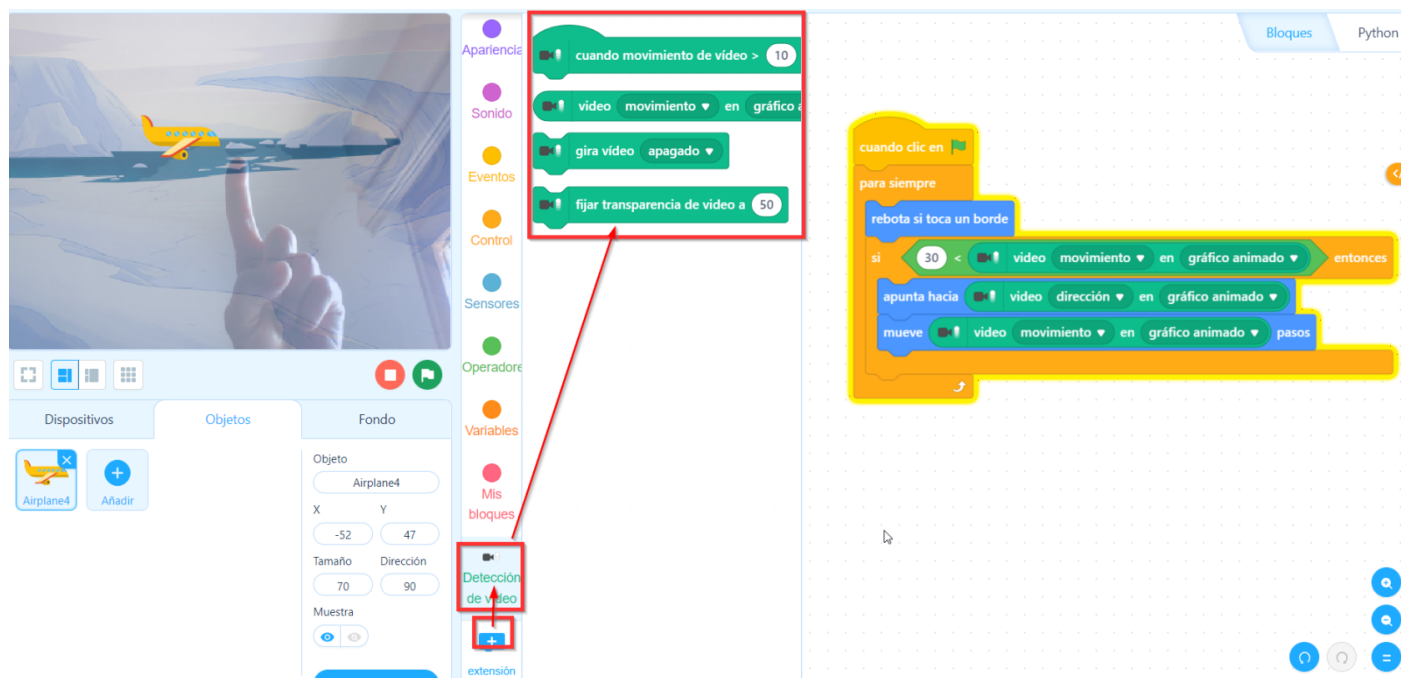 Apariencia
Sonido
Eventos
Control
Sensores
Operadore
Variables
Mis
bloques
Detección
de video
extensión
cuando movimiento de vídeo > 10
video movimiento ▼ en gráfico a
gira vídeo apagado ▼
fijar transparencia de video a 50
Bloques Python
cuando clic en
para siempre
rebota si toca un borde
si 30 < video movimiento ▼ en gráfico animado ▼ entonces
apunta hacia video dirección ▼ en gráfico animado ▼
mueve video movimiento ▼ en gráfico animado ▼ pasos
Dispositivos Objetos Fondo
Airplane4
Añadir
Objeto
Airplane4
X Y
-52 47
Tamaño Dirección
70 90
Muestra